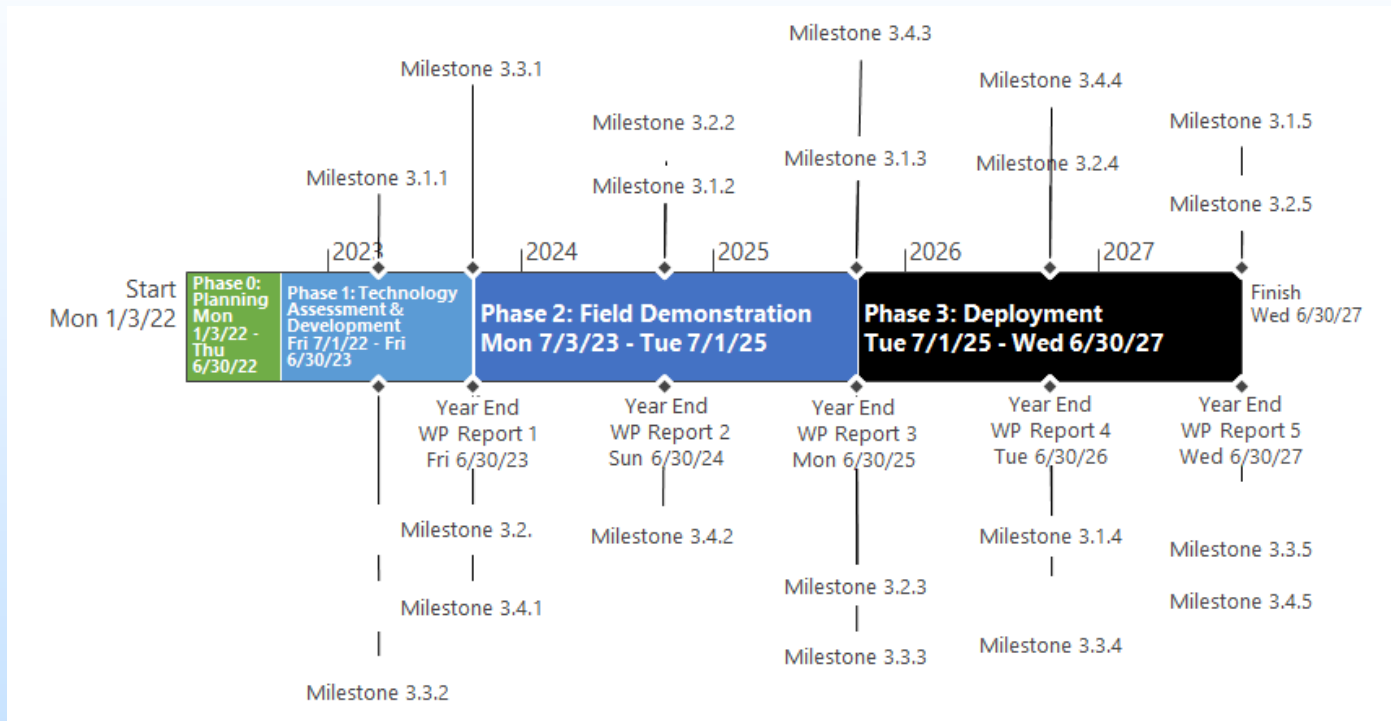 Milestone 3.4.3
Milestone 3.3.1
Milestone 3.4.4
Milestone 3.2.2
Milestone 3.1.5
Milestone 3.1.3
Milestone 3.2.4
Milestone 3.1.1
Milestone 3.1.2
Milestone 3.2.5
2023
2024
2025
2026
2027
Start
Mon 1/3/22
Phase 0:
Planning
Mon
1/3/22 -
Thu
6/30/22
Phase 1: Technology
Assessment &
Development
Fri 7/1/22 - Fri
6/30/23
Phase 2: Field Demonstration
Mon 7/3/23 - Tue 7/1/25
Phase 3: Deployment
Tue 7/1/25 - Wed 6/30/27
Finish
Wed 6/30/27
Year End
WP Report 1
Fri 6/30/23
Year End
WP Report 2
Sun 6/30/24
Year End
WP Report 3
Mon 6/30/25
Year End
WP Report 4
Tue 6/30/26
Year End
WP Report 5
Wed 6/30/27
Milestone 3.2.
Milestone 3.4.2
Milestone 3.1.4
Milestone 3.3.5
Milestone 3.2.3
Milestone 3.4.1
Milestone 3.4.5
Milestone 3.3.4
Milestone 3.3.3
Milestone 3.3.2